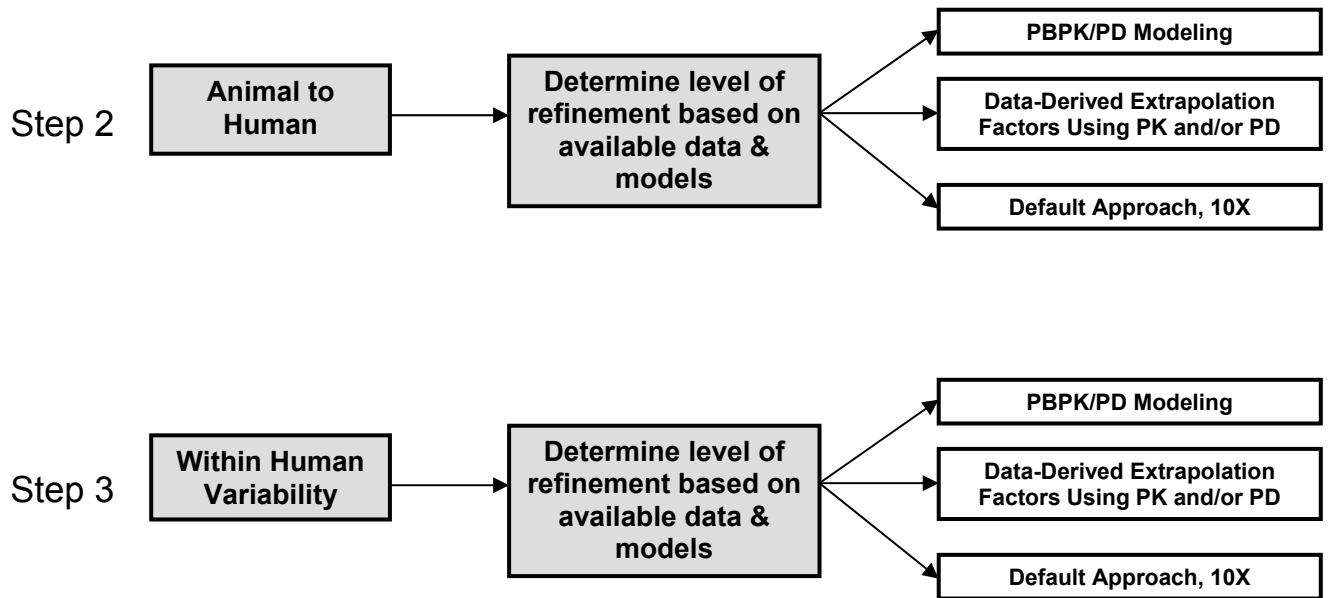 Step 2
Animal to
Human
Determine level of
refinement based on
available data &
models
PBPK/PD Modeling
Data-Derived Extrapolation
Factors Using PK and/or PD
Default Approach, 10X
Step 3
Within Human
Variability
Determine level of
refinement based on
available data &
models
PBPK/PD Modeling
Data-Derived Extrapolation
Factors Using PK and/or PD
Default Approach, 10X